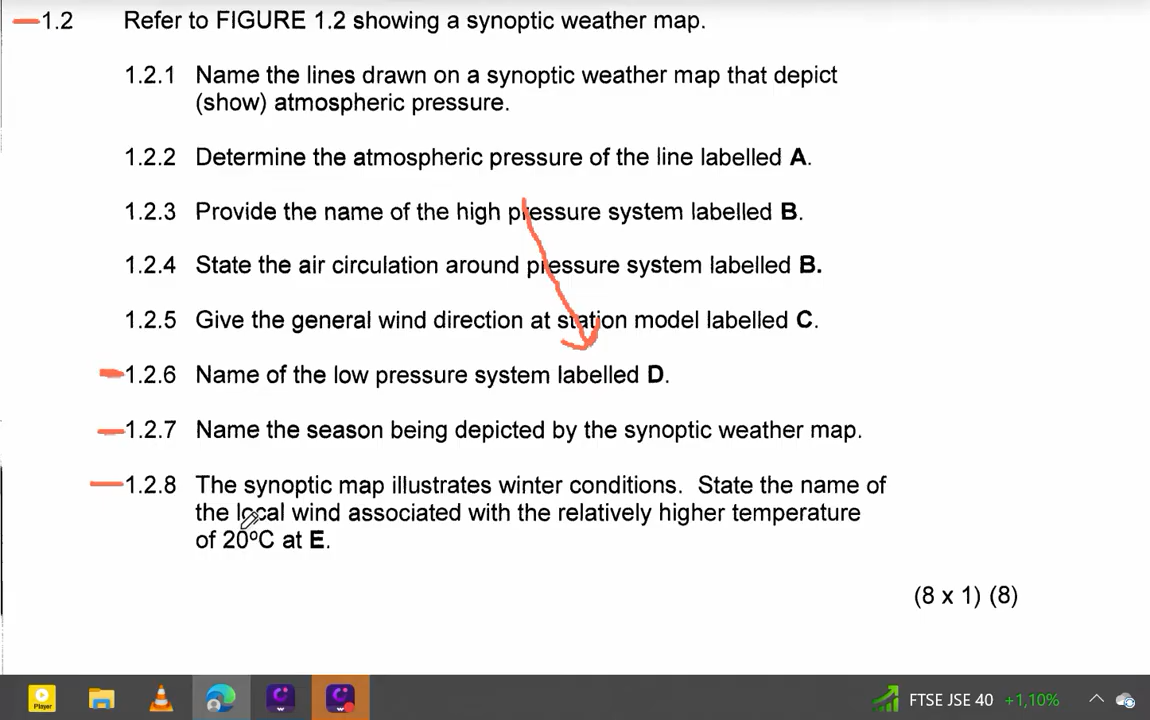 1.2 Refer to FIGURE 1.2 showing a synoptic weather map.
1.2.1 Name the lines drawn on a synoptic weather map that depict
(show) atmospheric pressure.
1.2.2 Determine the atmospheric pressure of the line labelled A.
1.2.3 Provide the name of the high pressure system labelled B.
1.2.4 State the air circulation around pressure system labelled B.
1.2.5 Give the general wind direction at station model labelled C.
1.2.6 Name of the low pressure system labelled D.
1.2.7 Name the season being depicted by the synoptic weather map.
1.2.8 The synoptic map illustrates winter conditions. State the name of
the local wind associated with the relatively higher temperature
of 20ºC at E.
(8 x 1) (8)
Player
FTSE JSE 40 +1,10%